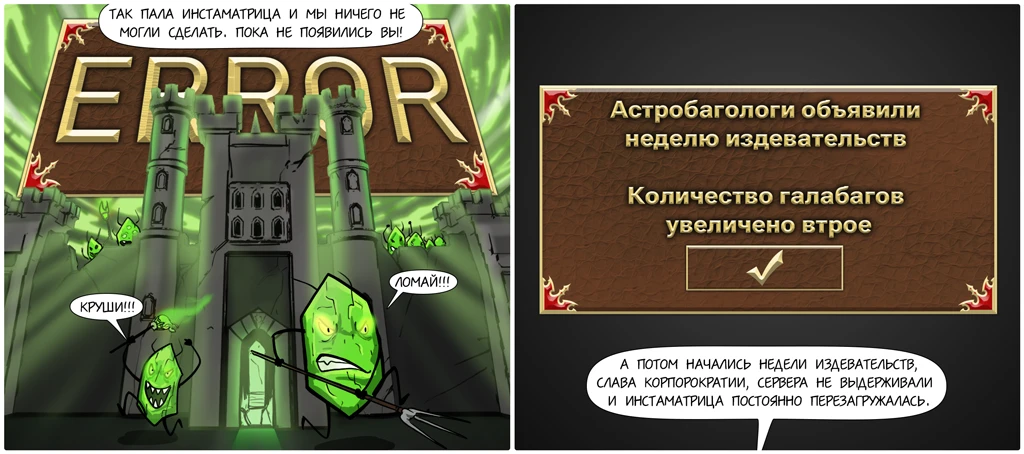 ТАК ПАЛА ИНСТАМАТРИЦА И МЫ НИЧЕГО НЕ
МОГЛИ СДЕЛАТЬ. ПОКА НЕ ПОЯВИЛИСЬ ВЫ!
ERROR
ЛОМАЙ!!!
КРУШИ!!!
Астробагологи объявили
неделю издевательств
Количество галабагов
увеличено втрое
А ПОТОМ НАЧАЛИСЬ НЕДЕЛИ ИЗДЕВАТЕЛЬСТВ,
СЛАВА КОРПОРОКРАТИИ, СЕРВЕРА НЕ ВЫДЕРЖИВАЛИ
И ИНСТАМАТРИЦА ПОСТОЯННО ПЕРЕЗАГРУЖАЛАСЬ.